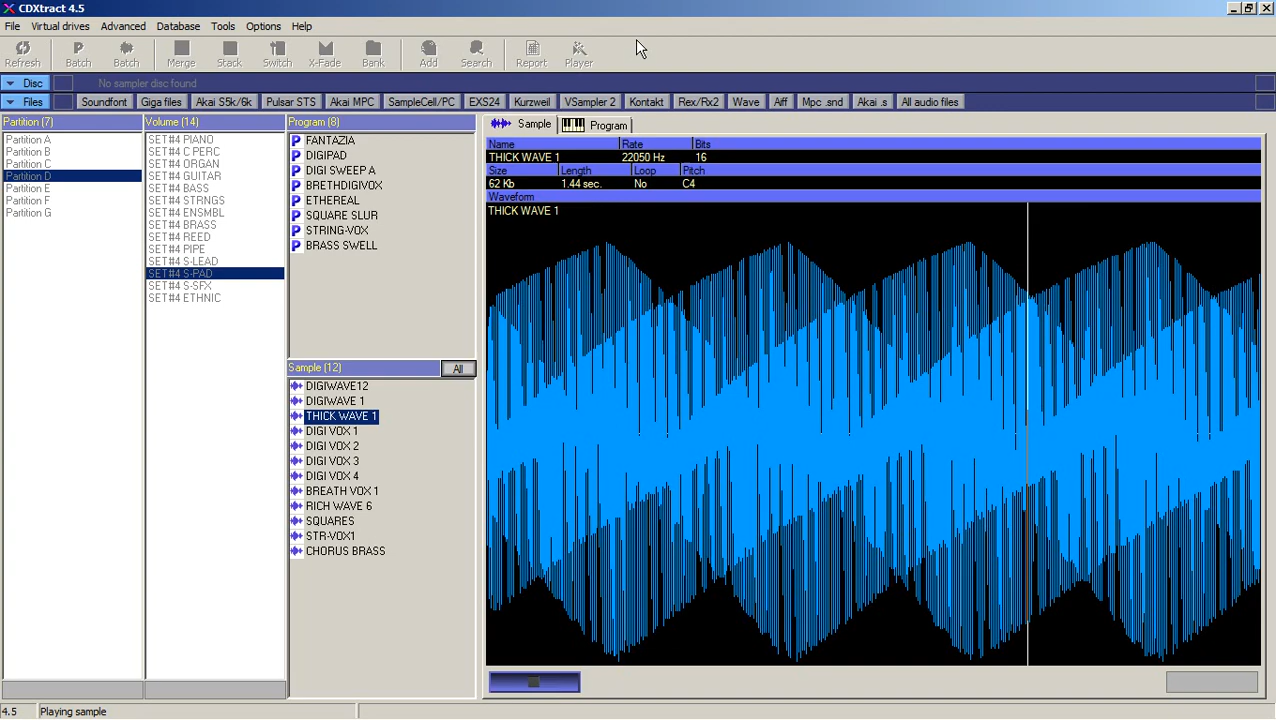 CDXtract 4.5
File Virtual drives Advanced Database Tools Options Help
Refresh Batch Batch Merge Stack Switch X-Fade Bank Add Search Report Player
Disc No sampler disc found
Files Soundfont Giga files Akai S5k/6k Pulsar STS Akai MPC SampleCell/PC EXS24 Kurzweil VSampler 2 Kontakt Rex/Rx2 Wave Aiff Mpc .snd Akai .s All audio files
Partition (7)
Partition A
Partition B
Partition C
Partition D
Partition E
Partition F
Partition G
Volume (14)
SET#4 PIANO
SET#4 C PERC
SET#4 ORGAN
SET#4 GUITAR
SET#4 BASS
SET#4 STRNGS
SET#4 ENSMBL
SET#4 BRASS
SET#4 REED
SET#4 PIPE
SET#4 S-LEAD
SET#4 S-PAD
SET#4 S-SFX
SET#4 ETHNIC
Program (8)
P FANTAZIA
P DIGIPAD
P DIGI SWEEP A
P BRETHDIGIVOX
P ETHEREAL
P SQUARE SLUR
P STRING-VOX
P BRASS SWELL
Sample (12) All
DIGIWAVE12
DIGIWAVE 1
THICK WAVE 1
DIGI VOX 1
DIGI VOX 2
DIGI VOX 3
DIGI VOX 4
BREATH VOX 1
RICH WAVE 6
SQUARES
STR-VOX1
CHORUS BRASS
Sample Program
Name Rate Bits
THICK WAVE 1 22050 Hz 16
Size Length Loop Pitch
62 Kb 1.44 sec. No C4
Waveform
THICK WAVE 1
4.5 Playing sample